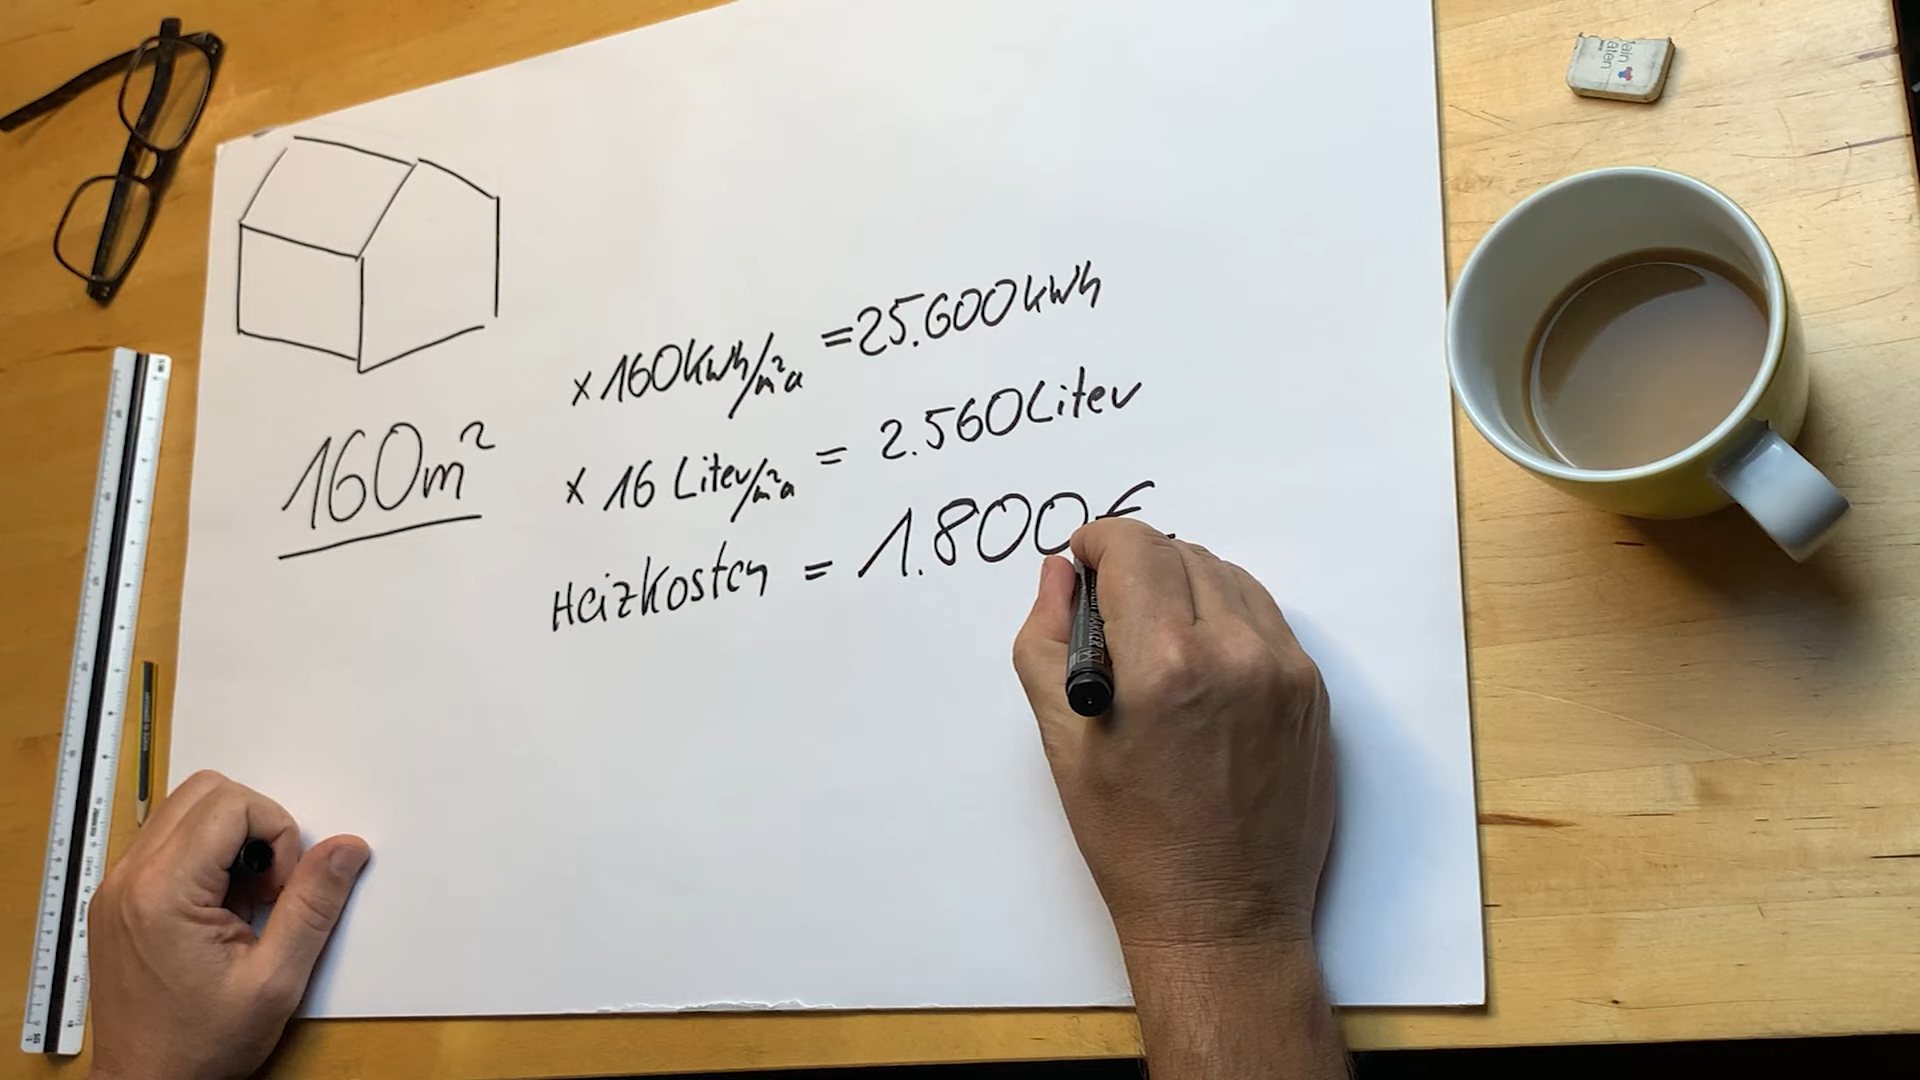 160m²
× 160 kWh/m²a = 25.600 kWh
× 16 Liter/m²a = 2.560 Liter
Heizkosten = 1.800€